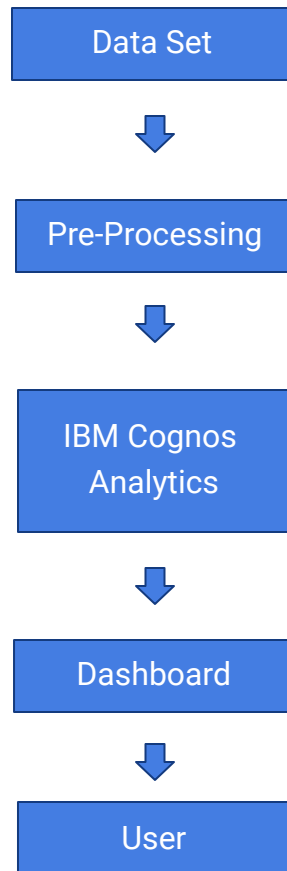 Data Set
Pre-Processing
IBM Cognos
Analytics
Dashboard
User